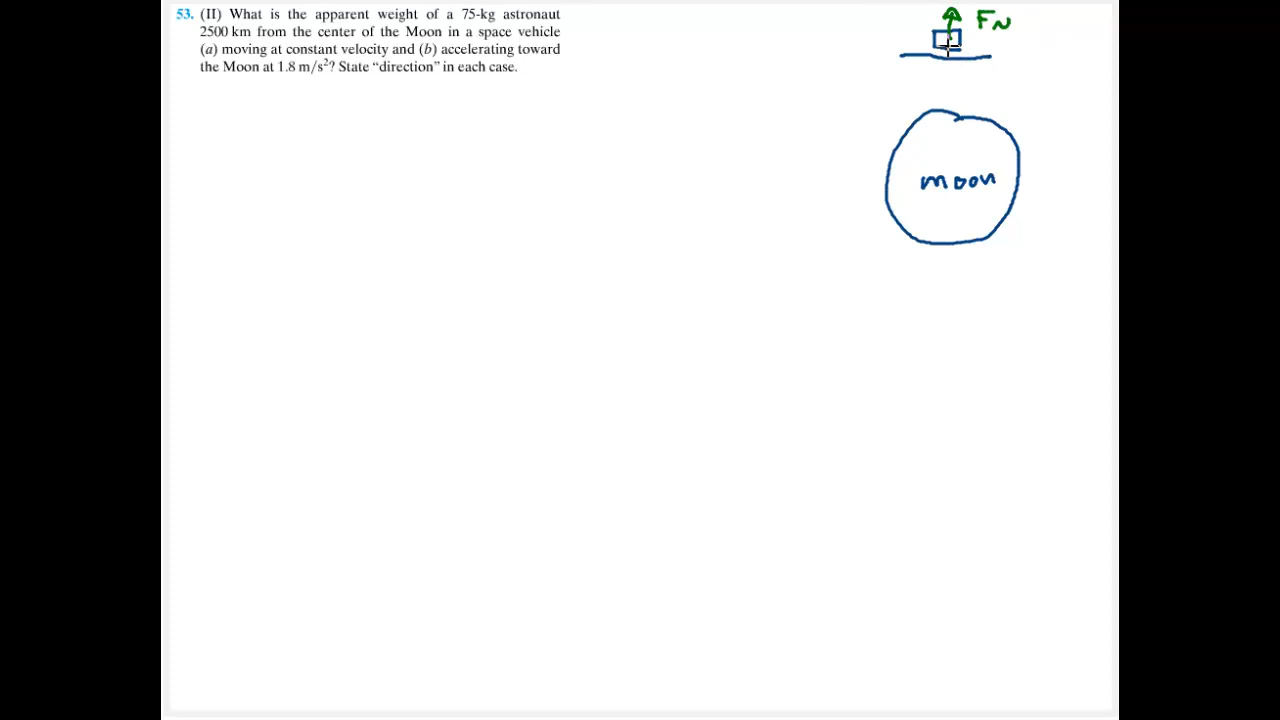 53. (II) What is the apparent weight of a 75-kg astronaut
2500 km from the center of the Moon in a space vehicle
(a) moving at constant velocity and (b) accelerating toward
the Moon at 1.8 m/s²? State “direction” in each case.
FN
moon